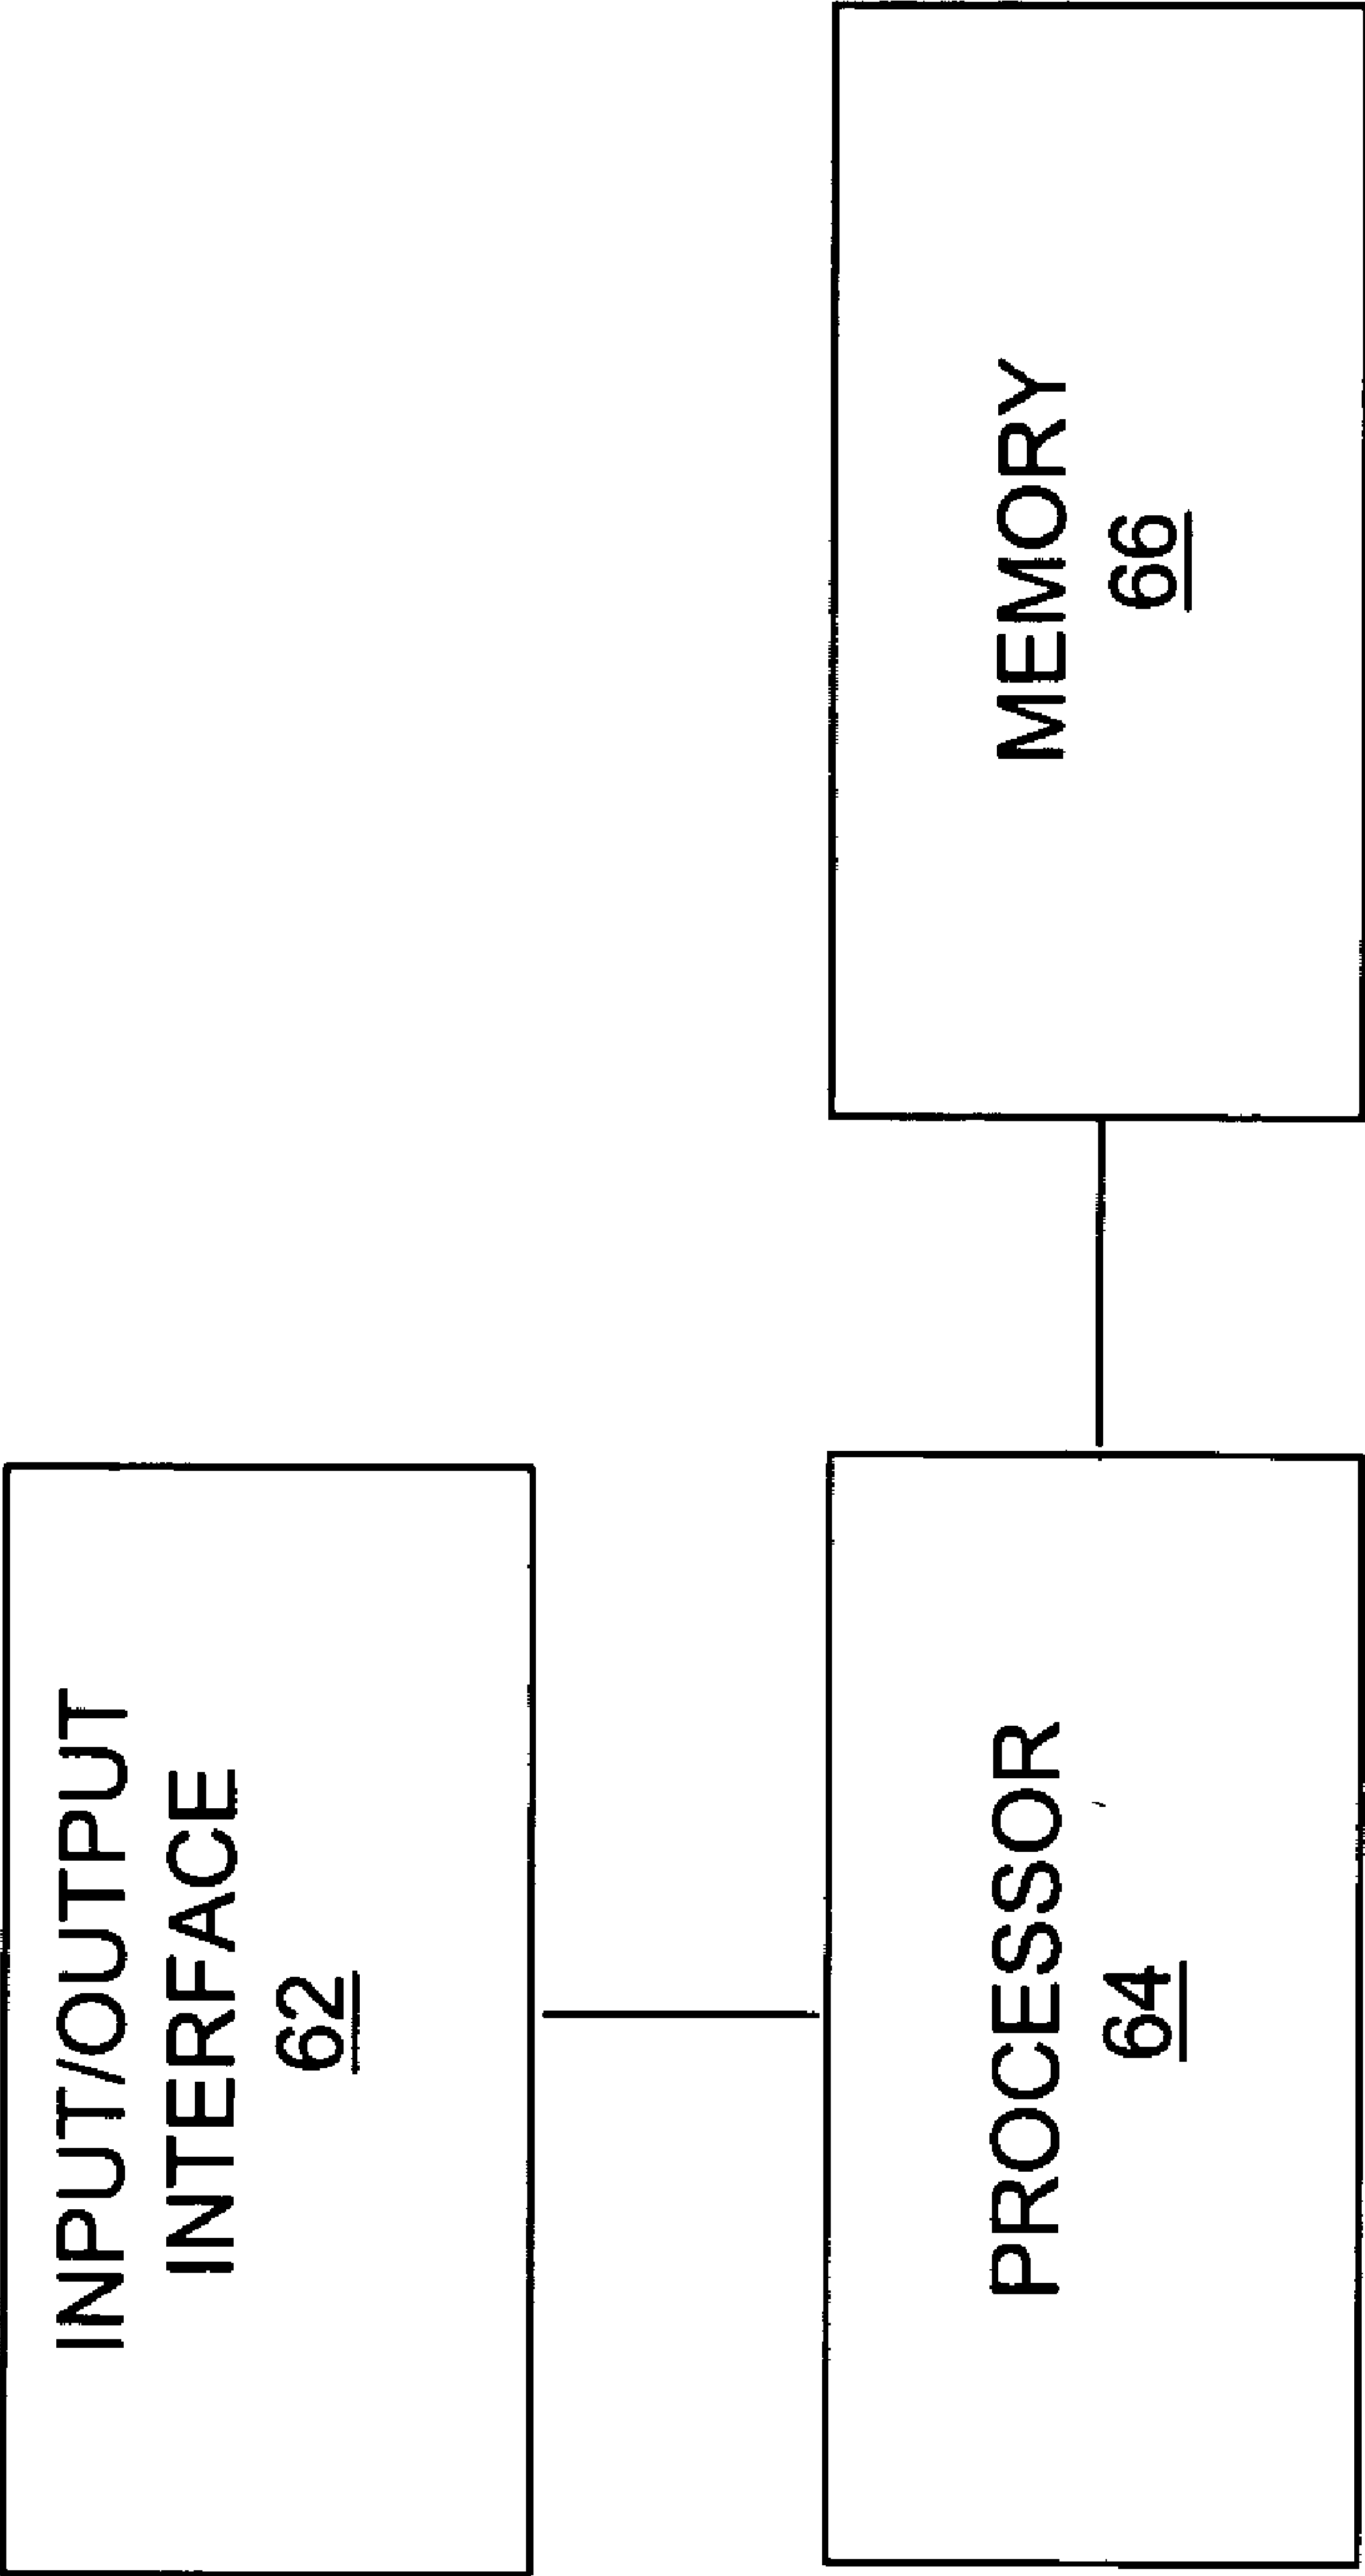 INPUT/OUTPUT
INTERFACE
62
PROCESSOR
64
MEMORY
66